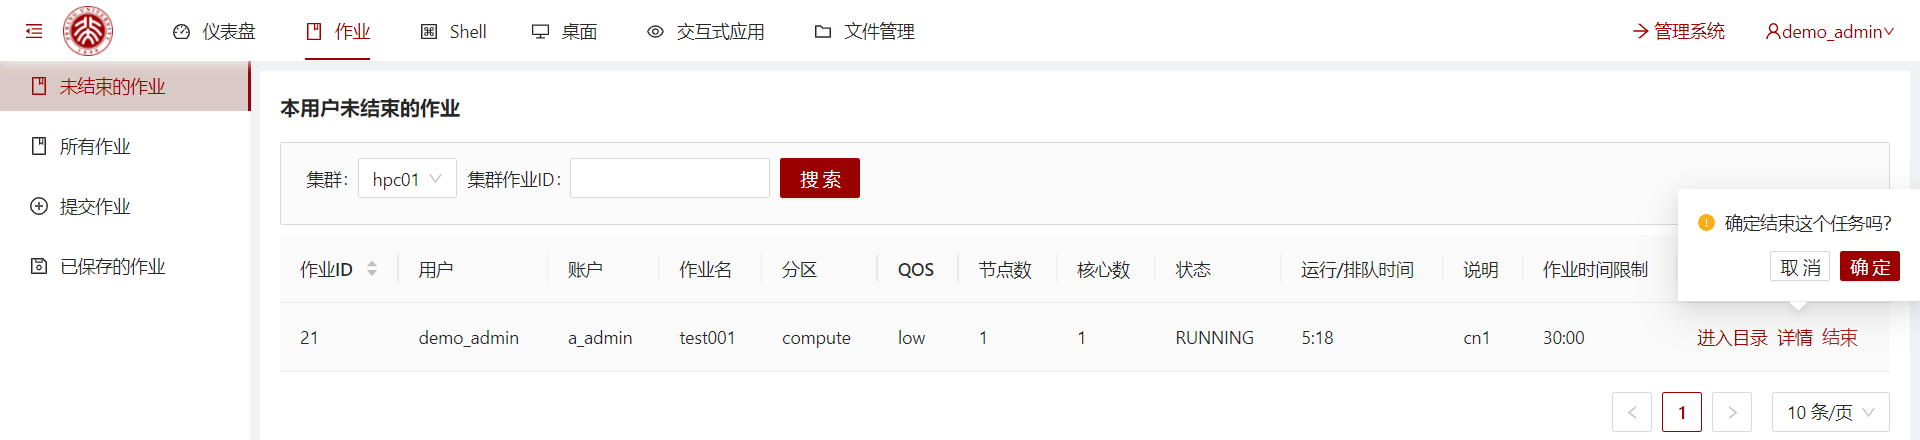 仪表盘 作业 Shell 桌面 交互式应用 文件管理 管理系统 demo_admin
未结束的作业
所有作业
提交作业
已保存的作业
本用户未结束的作业
集群: hpc01 集群作业ID: 搜索
确定结束这个任务吗?
取消 确定
作业ID 用户 账户 作业名 分区 QOS 节点数 核心数 状态 运行/排队时间 说明 作业时间限制
21 demo_admin a_admin test001 compute low 1 1 RUNNING 5:18 cn1 30:00 进入目录 详情 结束
1 10 条/页